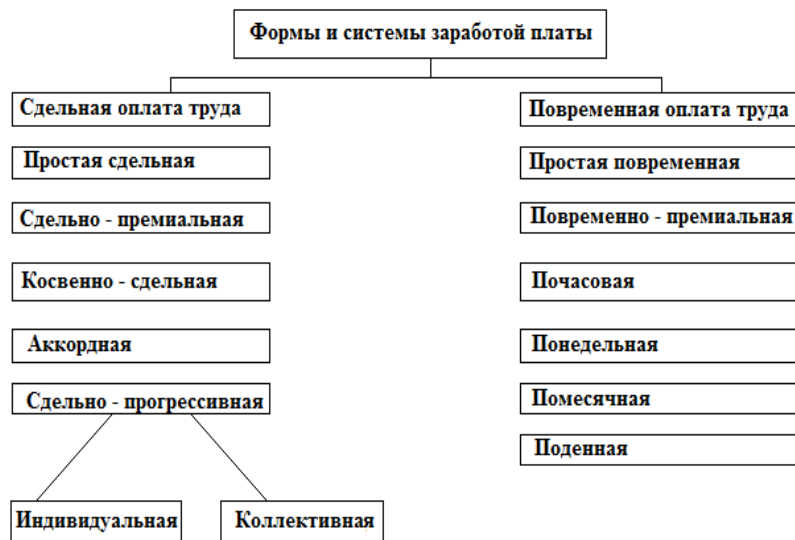 Формы и системы заработой платы
Сдельная оплата труда
Повременная оплата труда
Простая сдельная
Простая повременная
Сдельно - премиальная
Повременно - премиальная
Косвенно - сдельная
Почасовая
Аккордная
Понедельная
Сдельно - прогрессивная
Помесячная
Поденная
Индивидуальная
Коллективная